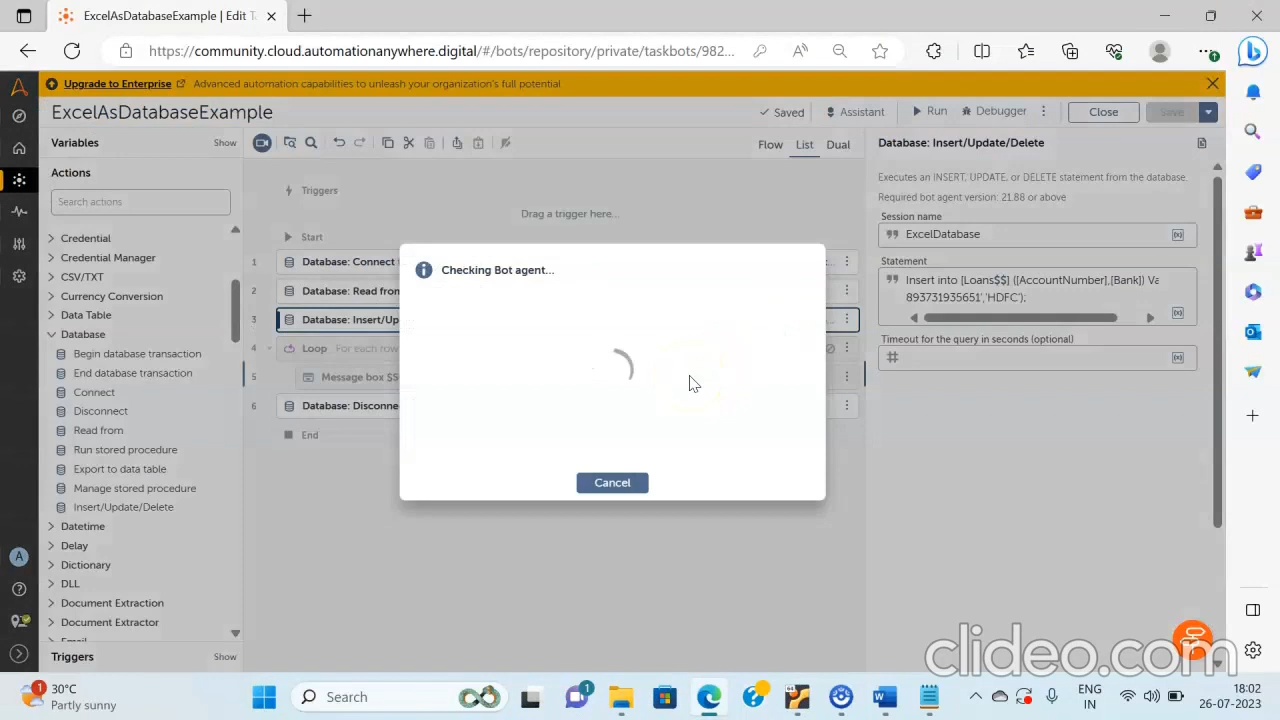 ExcelAsDatabaseExample | Edit Ta
https://community.cloud.automationanywhere.digital/#/bots/repository/private/taskbots/982...
Upgrade to Enterprise Advanced automation capabilities to unleash your organization's full potential
ExcelAsDatabaseExample
Saved Assistant Run Debugger Close Save
Variables Show
Flow List Dual
Database: Insert/Update/Delete
Actions
Search actions
Credential
Credential Manager
CSV/TXT
Currency Conversion
Data Table
Database
Begin database transaction
End database transaction
Connect
Disconnect
Read from
Run stored procedure
Export to data table
Manage stored procedure
Insert/Update/Delete
Datetime
Delay
Dictionary
DLL
Document Extraction
Document Extractor
Email
Triggers Show
Triggers
Drag a trigger here...
Start
1 Database: Connect
2 Database: Read from
3 Database: Insert/Up
4 Loop For each row
5 Message box $S
6 Database: Disconne
End
Checking Bot agent...
Cancel
Executes an INSERT, UPDATE, or DELETE statement from the database.
Required bot agent version: 21.88 or above
Session name
ExcelDatabase
Statement
Insert into [Loans$$] ([AccountNumber],[Bank]) Va
893731935651','HDFC');
Timeout for the query in seconds (optional)
A
clideo.com
1
30°C
Partly sunny
Search
1
ENG
IN
18:02
26-07-2023